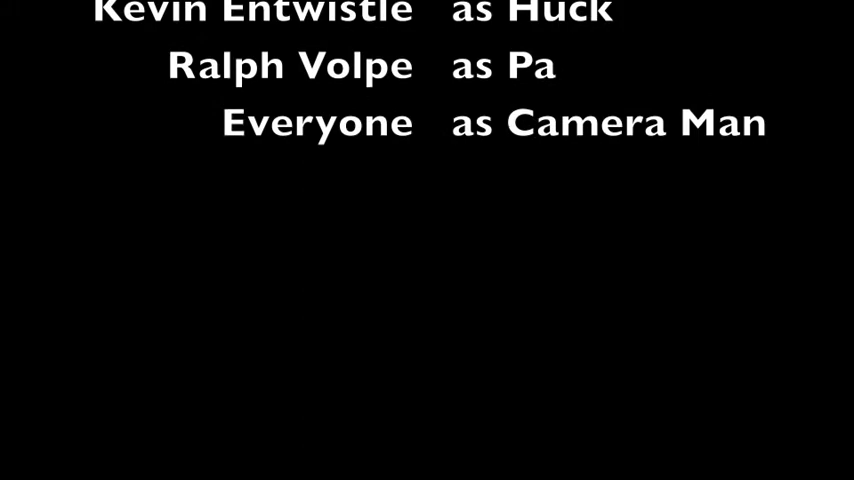 Kevin Entwistle as Huck
Ralph Volpe as Pa
Everyone as Camera Man